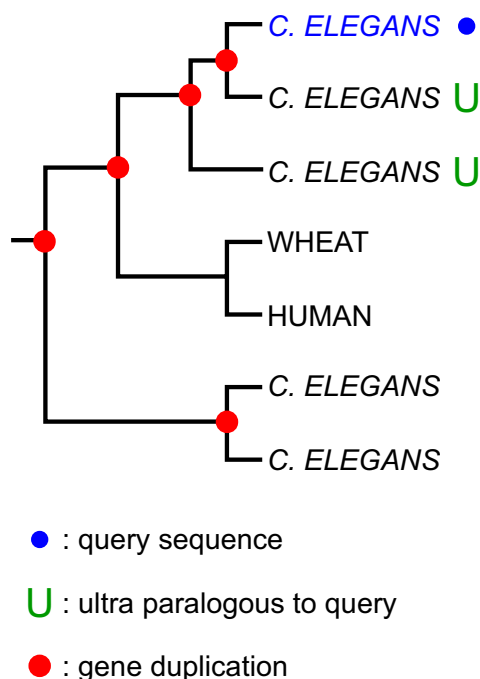 C. ELEGANS
C. ELEGANS U
C. ELEGANS U
WHEAT
HUMAN
C. ELEGANS
C. ELEGANS
: query sequence
U : ultra paralogous to query
: gene duplication